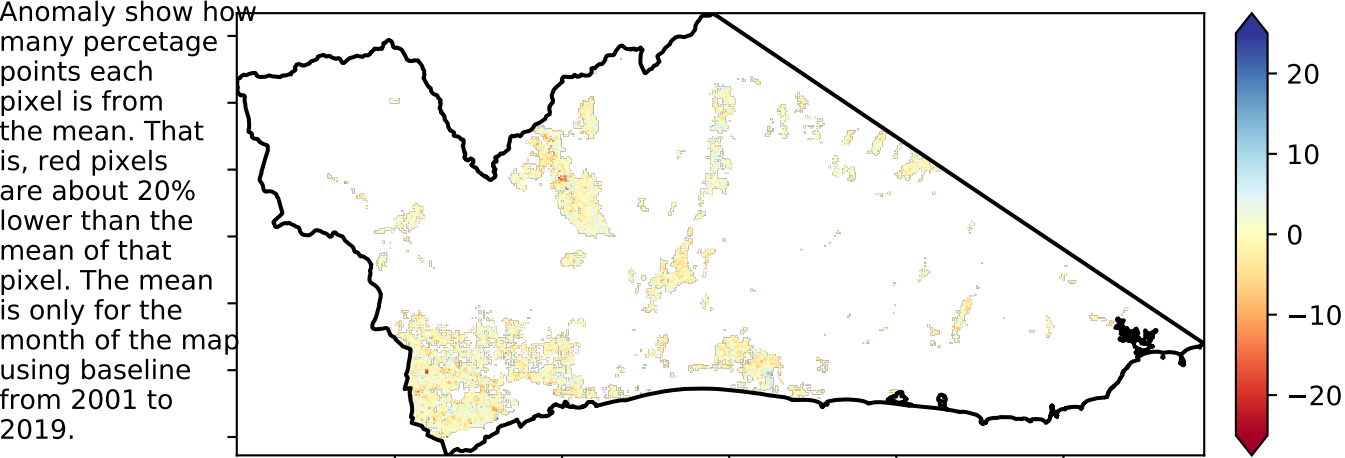 Anomaly show how
many percetage
points each
pixel is from
the mean. That
is, red pixels
are about 20%
lower than the
mean of that
pixel. The mean
is only for the
month of the map
using baseline
from 2001 to
2019.
20
10
0
−10
−20